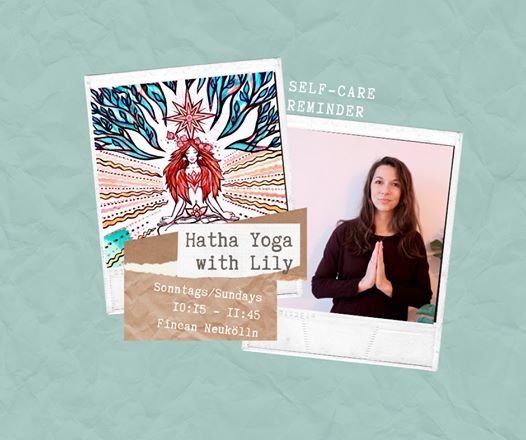 SELF-CARE
REMINDER
Hatha Yoga
with Lily
Sonntags/Sundays
10:15 - 11:45
Fincan Neukölln